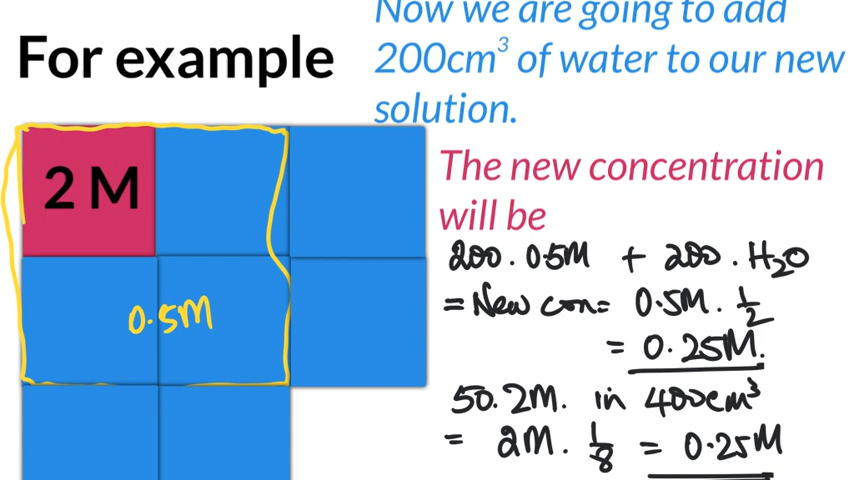 Now we are going to add
For example
200cm³ of water to our new
solution.
2 M
The new concentration
will be
200. 0.5M + 200. H₂O
= New con = 0.5M. 1/2
0.5M
= 0.25M.
50. 2M. in 400cm³
= 2M. 1/8 = 0.25M